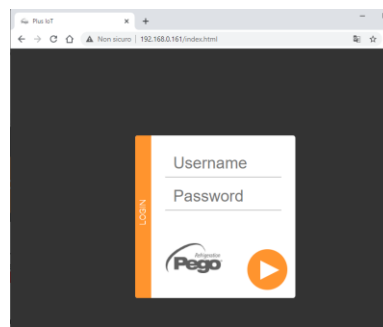 Plus IoT
Non sicuro | 192.168.0.161/index.html
LOGIN
Username
Password
Refrigeration
Pego